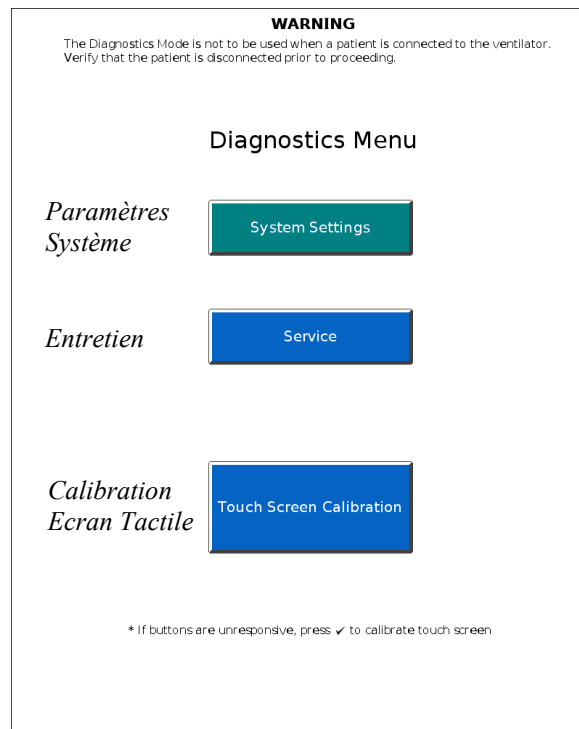 WARNING
The Diagnostics Mode is not to be used when a patient is connected to the ventilator.
Verify that the patient is disconnected prior to proceeding.
Diagnostics Menu
Paramètres
Système
System Settings
Entretien
Service
Calibration
Ecran Tactile
Touch Screen Calibration
* If buttons are unresponsive, press ✓ to calibrate touch screen